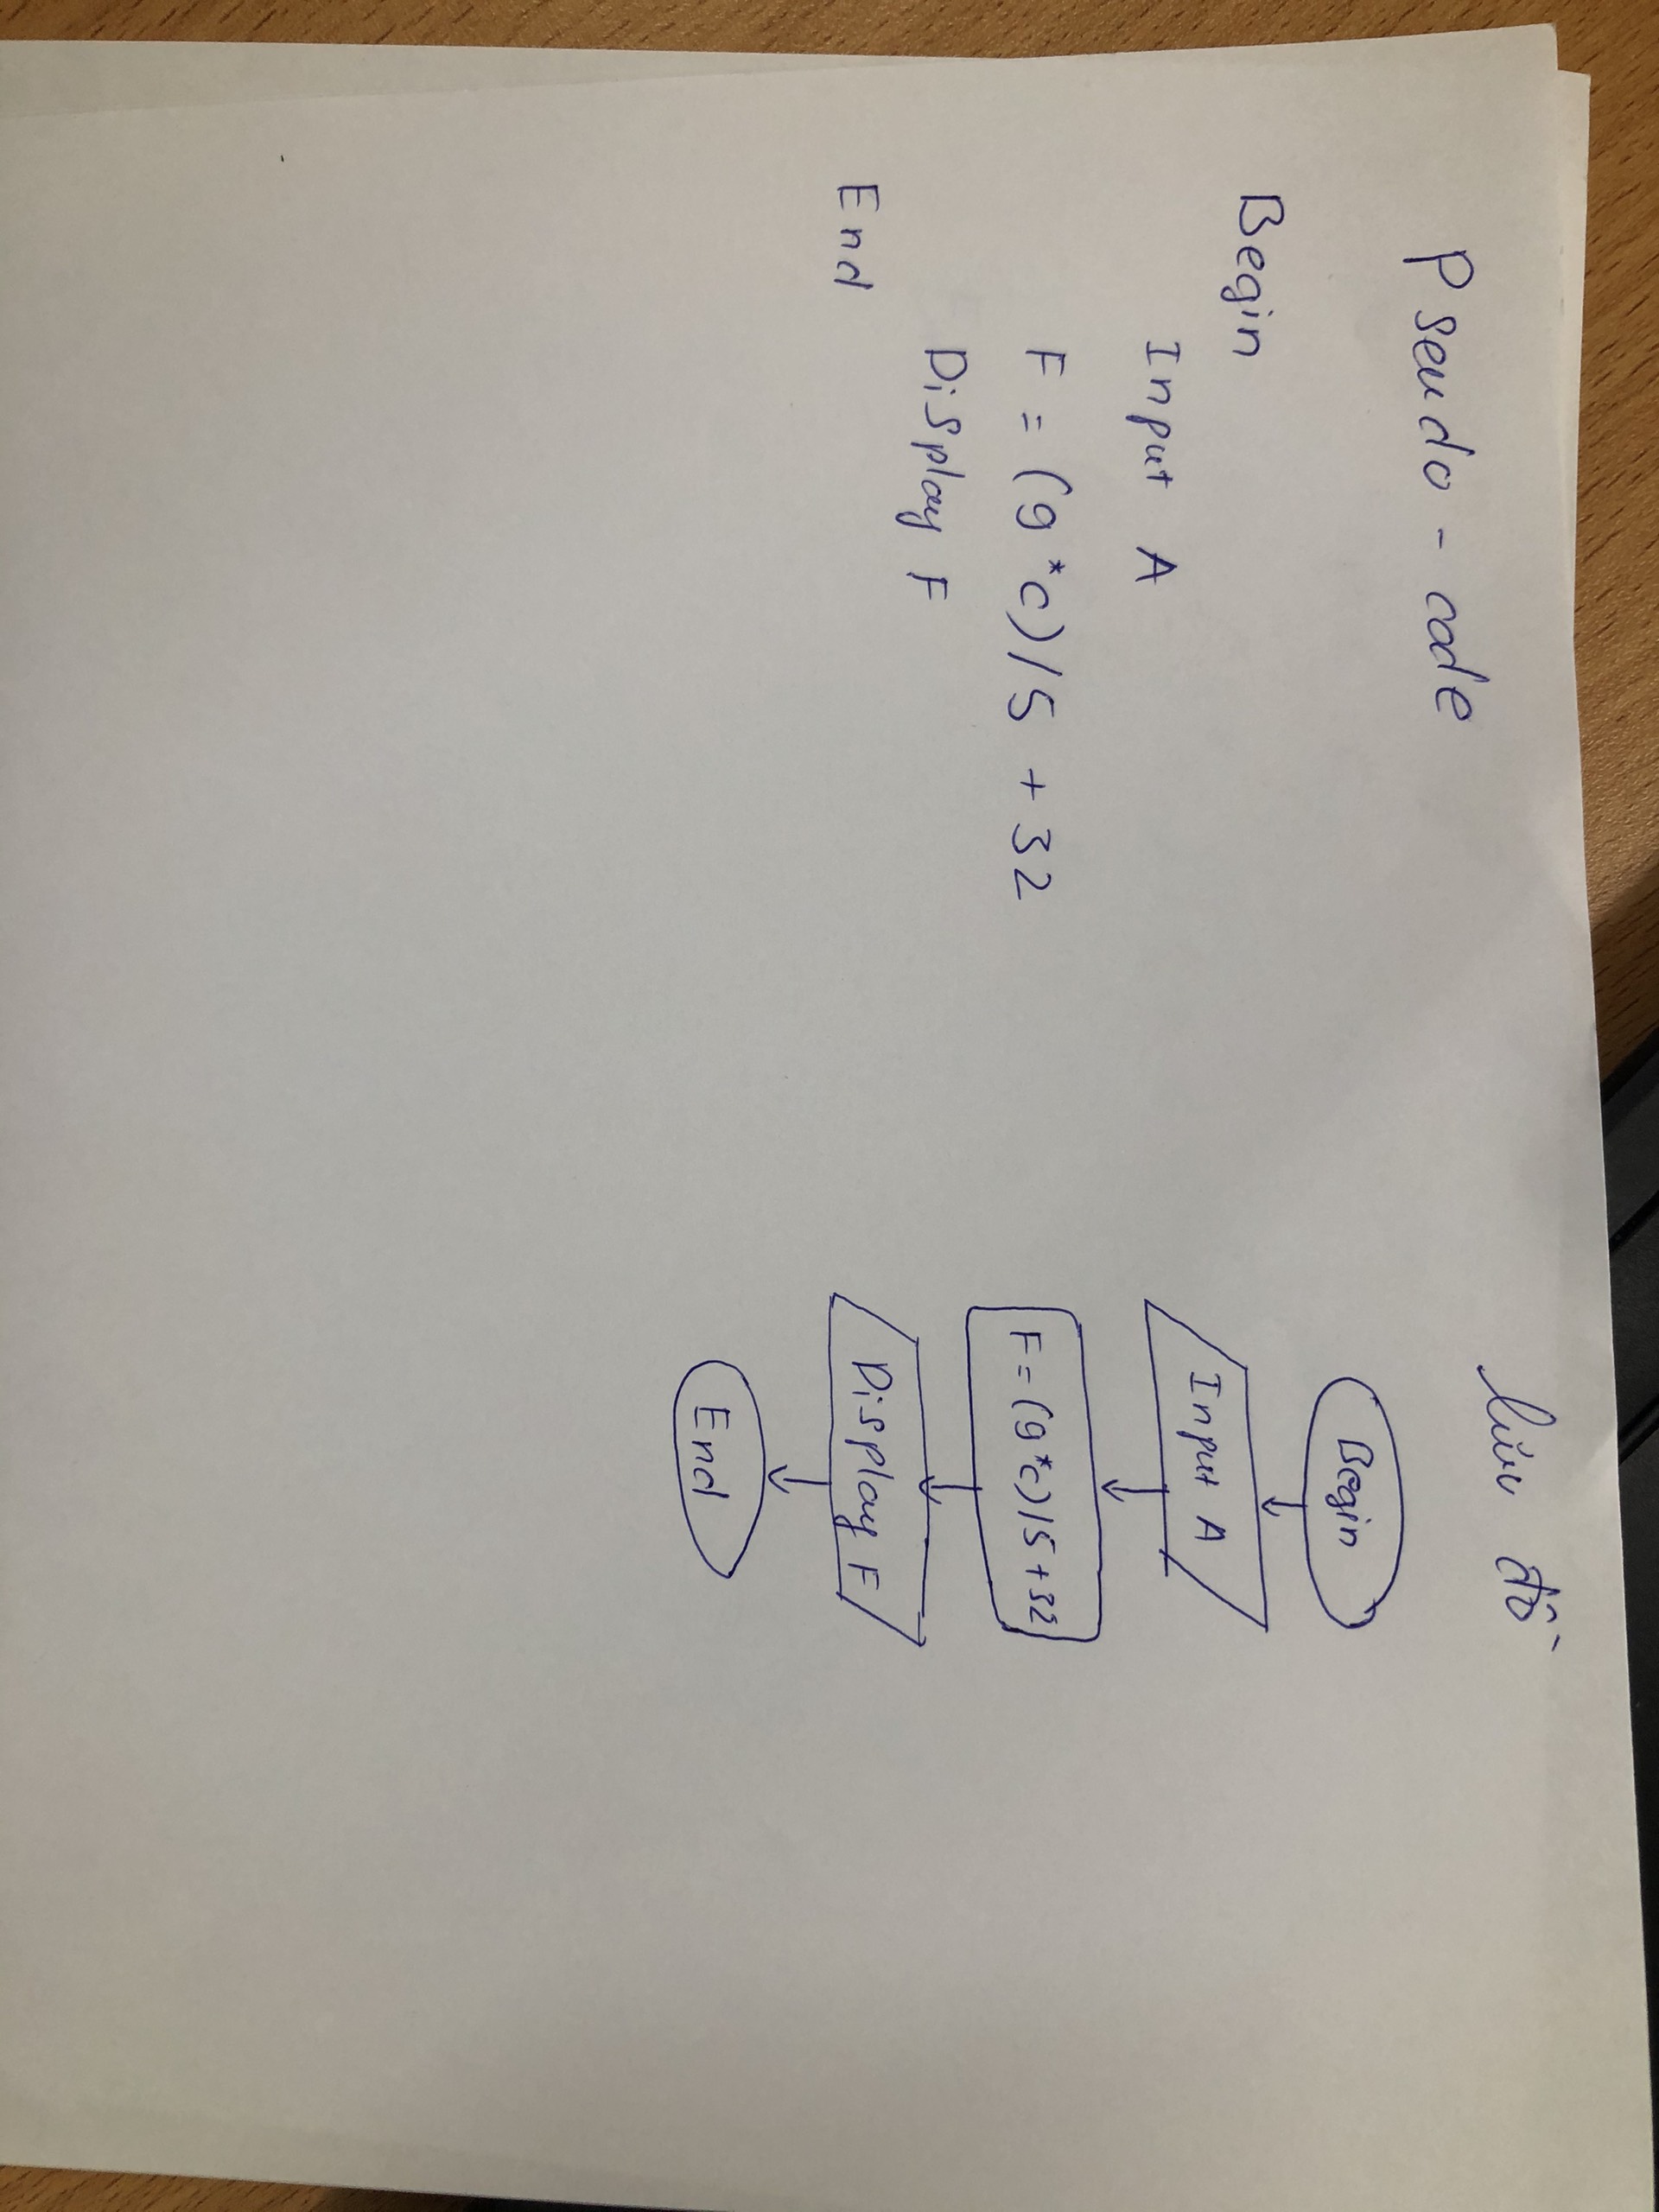 Pseudo - code
Begin
Input A
F = (9*c)/5 + 32
Display F
End
lưu đồ
Begin
Input A
F = (9*c)/5 + 32
Display F
End